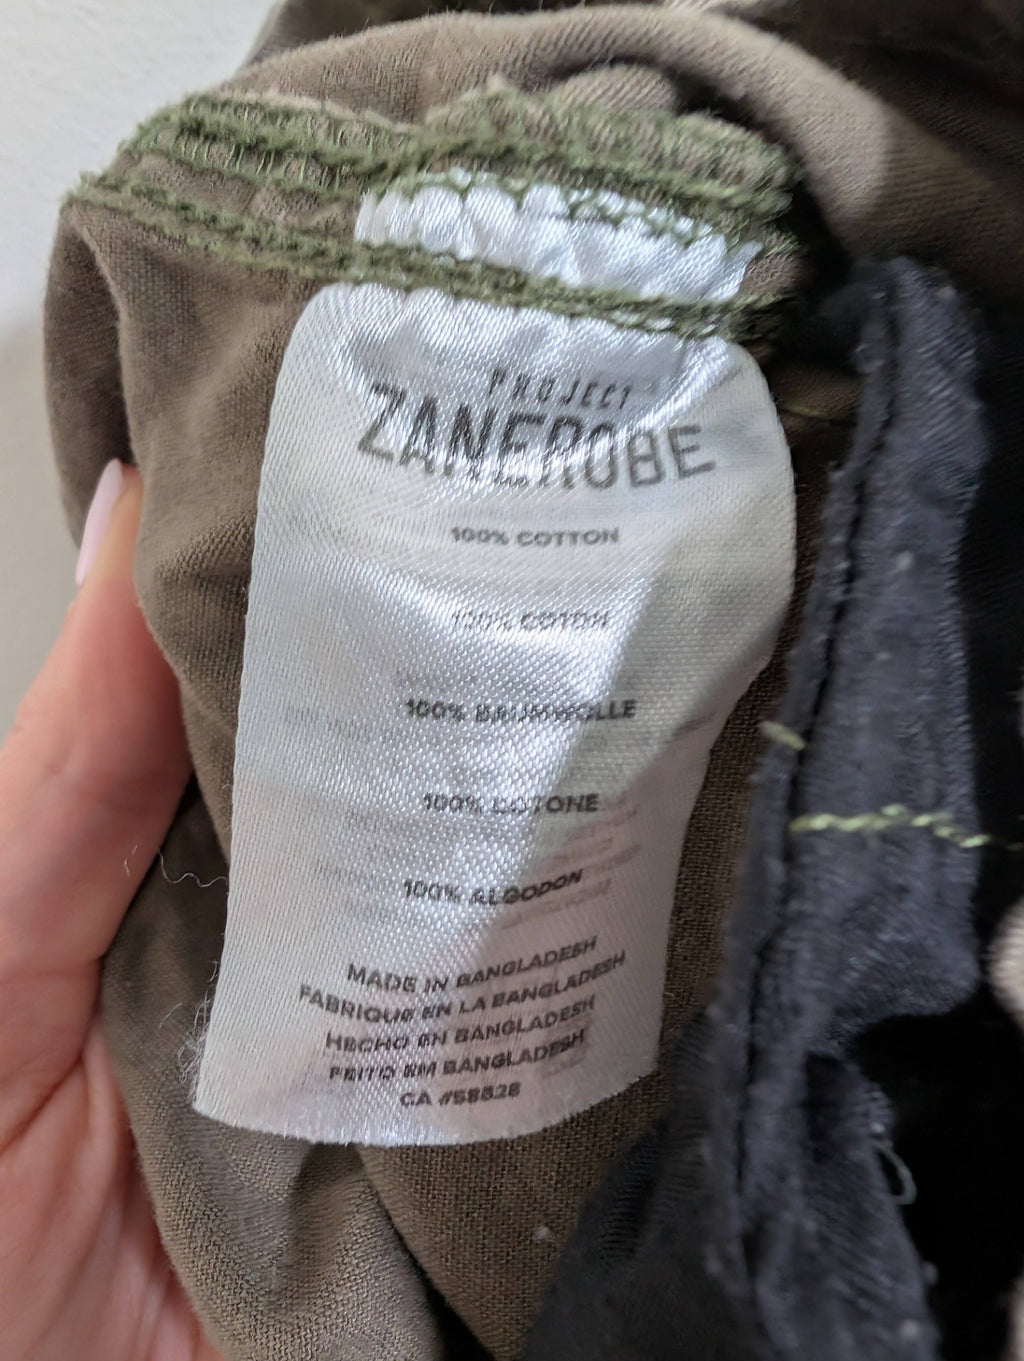 PROJECT
ZANEROBE
100% COTTON
100% COTON
100% BAUMWOLLE
100% COTONE
100% ALGODON
MADE IN BANGLADESH
FABRIQUE EN LA BANGLADESH
HECHO EN BANGLADESH
FEITO EM BANGLADESH
CA #58828